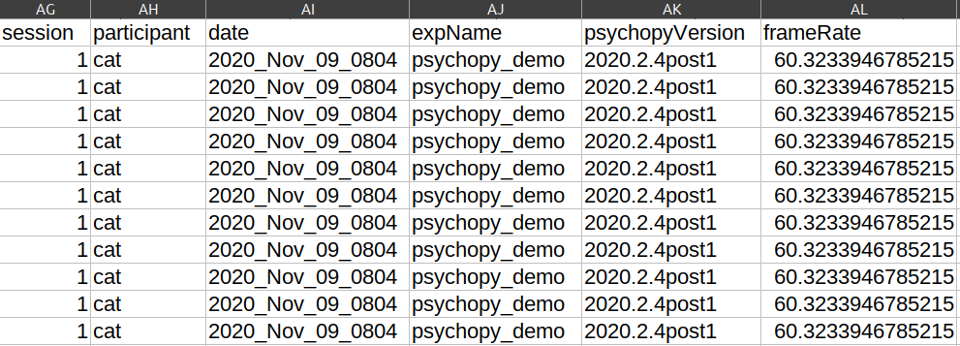 AG AH AI AJ AK AL
session participant date expName psychopyVersion frameRate
1 cat 2020_Nov_09_0804 psychopy_demo 2020.2.4post1 60.3233946785215
1 cat 2020_Nov_09_0804 psychopy_demo 2020.2.4post1 60.3233946785215
1 cat 2020_Nov_09_0804 psychopy_demo 2020.2.4post1 60.3233946785215
1 cat 2020_Nov_09_0804 psychopy_demo 2020.2.4post1 60.3233946785215
1 cat 2020_Nov_09_0804 psychopy_demo 2020.2.4post1 60.3233946785215
1 cat 2020_Nov_09_0804 psychopy_demo 2020.2.4post1 60.3233946785215
1 cat 2020_Nov_09_0804 psychopy_demo 2020.2.4post1 60.3233946785215
1 cat 2020_Nov_09_0804 psychopy_demo 2020.2.4post1 60.3233946785215
1 cat 2020_Nov_09_0804 psychopy_demo 2020.2.4post1 60.3233946785215
1 cat 2020_Nov_09_0804 psychopy_demo 2020.2.4post1 60.3233946785215
1 cat 2020_Nov_09_0804 psychopy_demo 2020.2.4post1 60.3233946785215